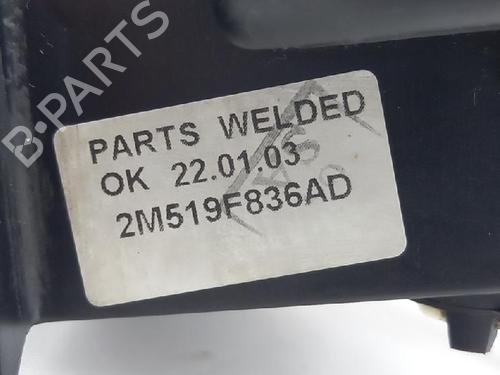 B-PARTS
PARTS WELDED
OK 22.01.03
2M519F836AD